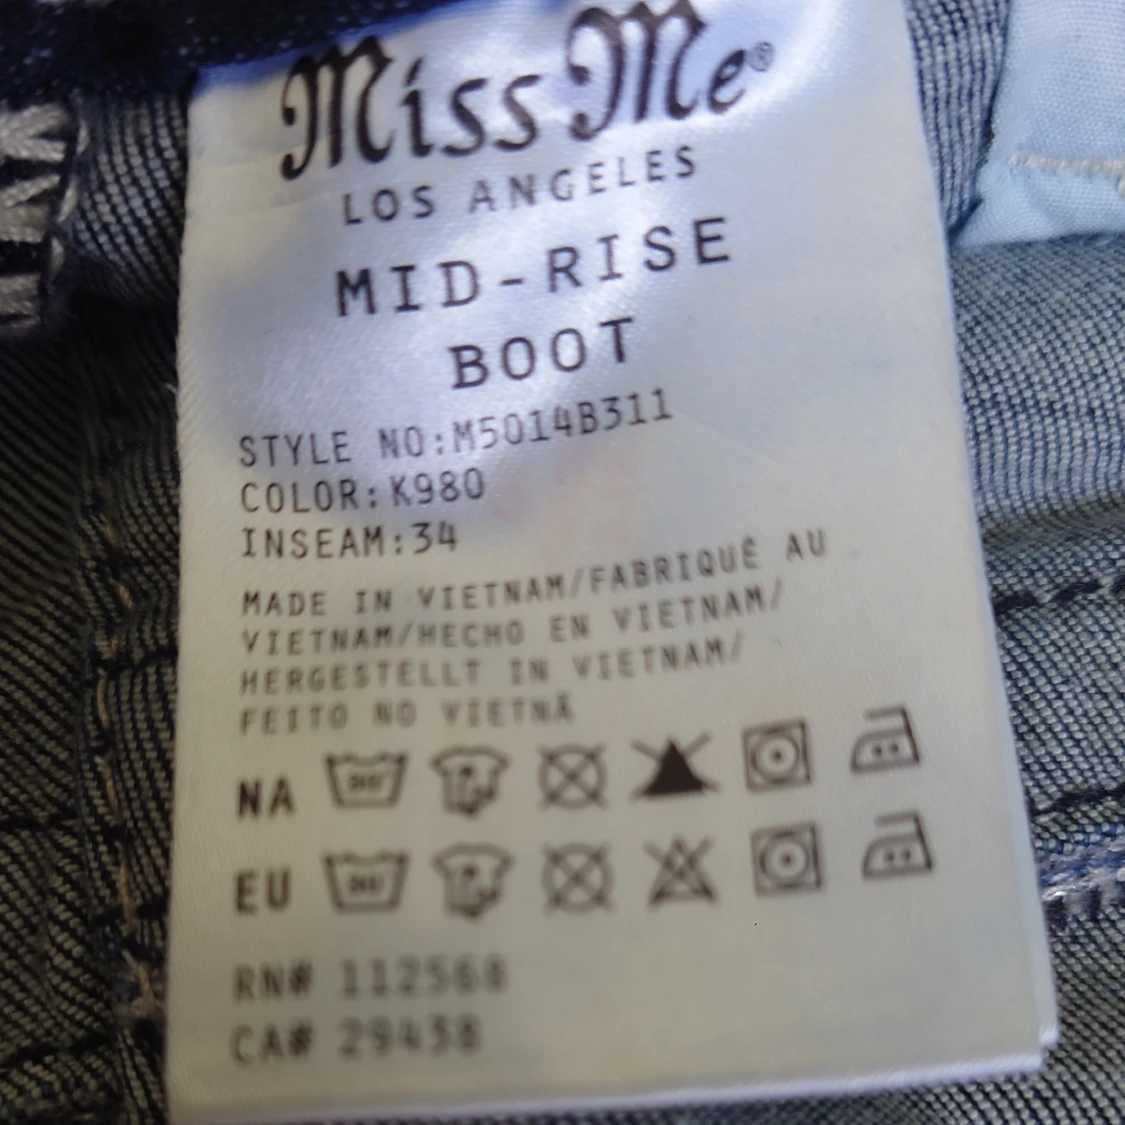 Miss Me®
LOS ANGELES
MID-RISE
BOOT
STYLE NO:M5014B311
COLOR:K980
INSEAM:34
MADE IN VIETNAM/FABRIQUÊ AU
VIETNAM/HECHO EN VIETNAM/
HERGESTELLT IN VIETNAM/
FEITO NO VIETNÃ
NA
EU
RN# 112568
CA# 29438